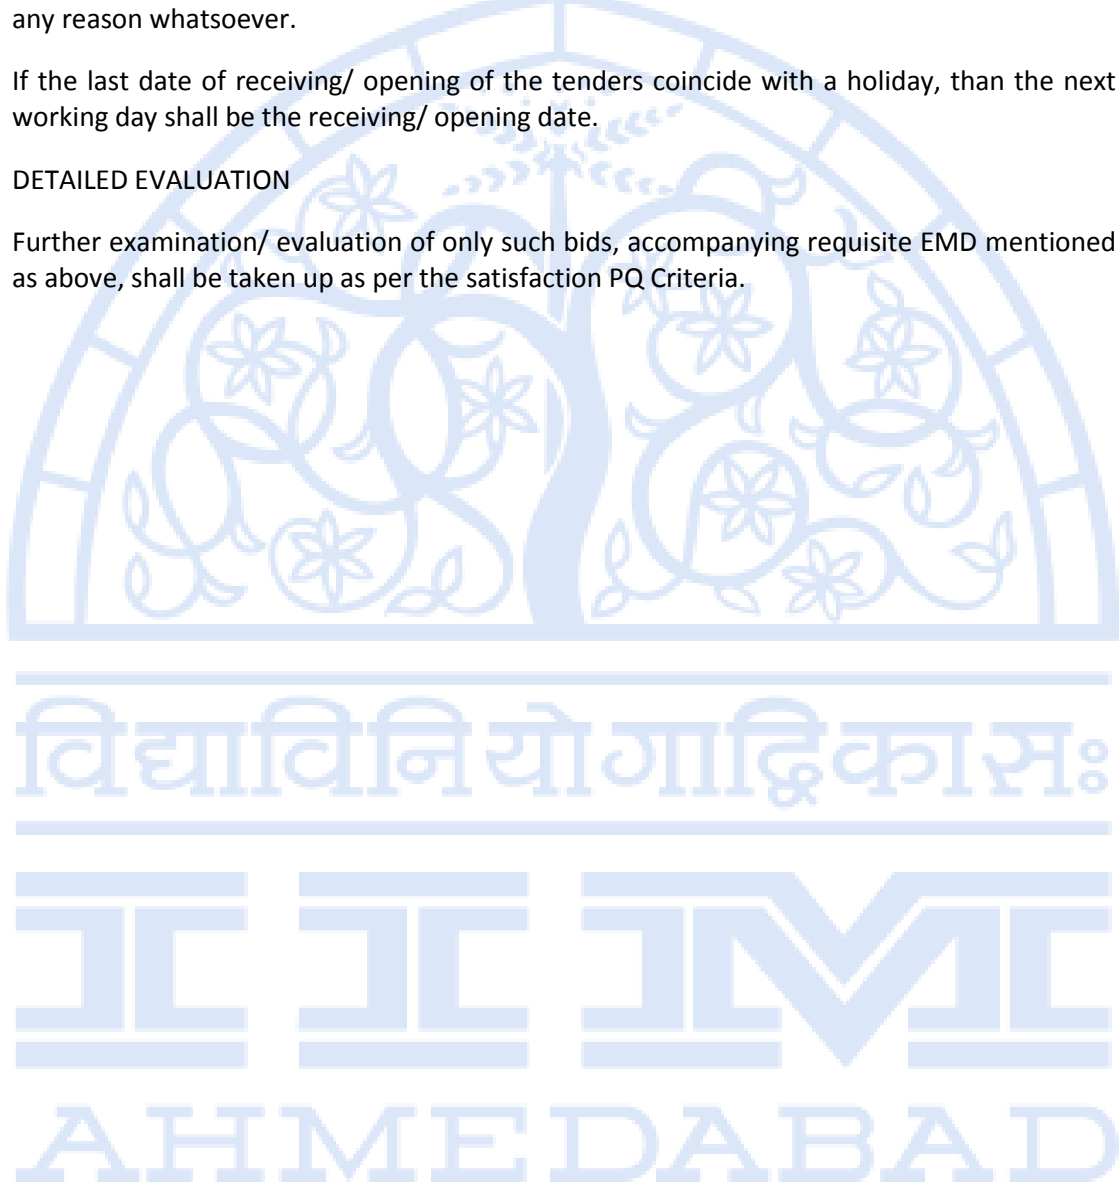 any reason whatsoever.
If the last date of receiving/ opening of the tenders coincide with a holiday, than the next
working day shall be the receiving/ opening date.
DETAILED EVALUATION
Further examination/ evaluation of only such bids, accompanying requisite EMD mentioned
as above, shall be taken up as per the satisfaction PQ Criteria.
विद्याविनियोगाद्विकासः
IIM
AHMEDABAD